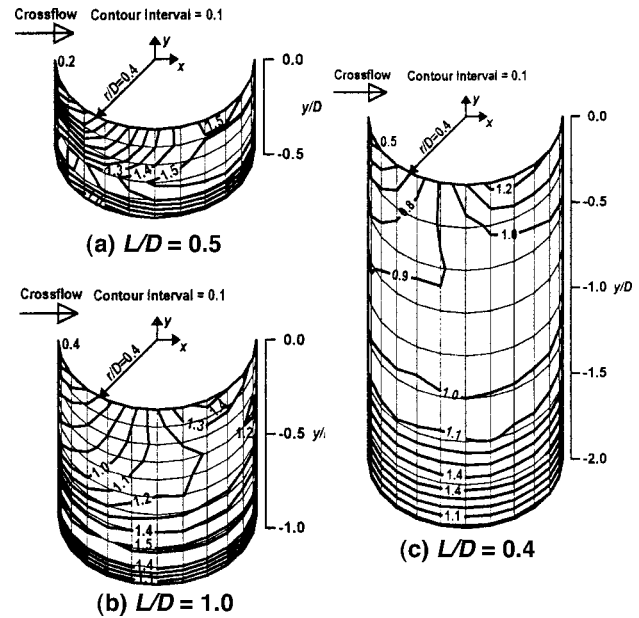 Crossflow Contour Interval = 0.1
0.2
r/D=0.4
y
x
0.0
y/D
-0.5
1.5
1.3
1.4
1.5
(a) L/D = 0.5
Crossflow Contour Interval = 0.1
0.4
r/D=0.4
y
x
0.0
-0.5
y/
-1.0
1.4
1.3
1.2
1.0
1.1
1.2
1.4
1.5
1.4
(b) L/D = 1.0
Crossflow Contour Interval = 0.1
0.5
r/D=0.4
y
x
0.0
-0.5
-1.0 y/D
-1.5
-2.0
1.2
0.8
1.0
0.9
1.0
1.1
1.4
1.4
1.1
(c) L/D = 0.4